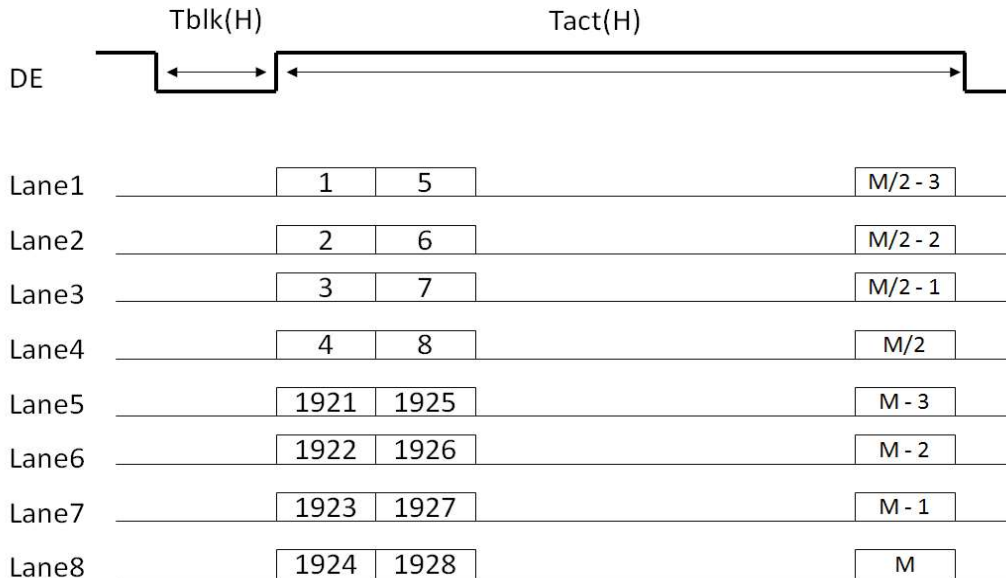 Tblk(H) Tact(H)
DE
Lane1 1 5 M/2 - 3
Lane2 2 6 M/2 - 2
Lane3 3 7 M/2 - 1
Lane4 4 8 M/2
Lane5 1921 1925 M - 3
Lane6 1922 1926 M - 2
Lane7 1923 1927 M - 1
Lane8 1924 1928 M